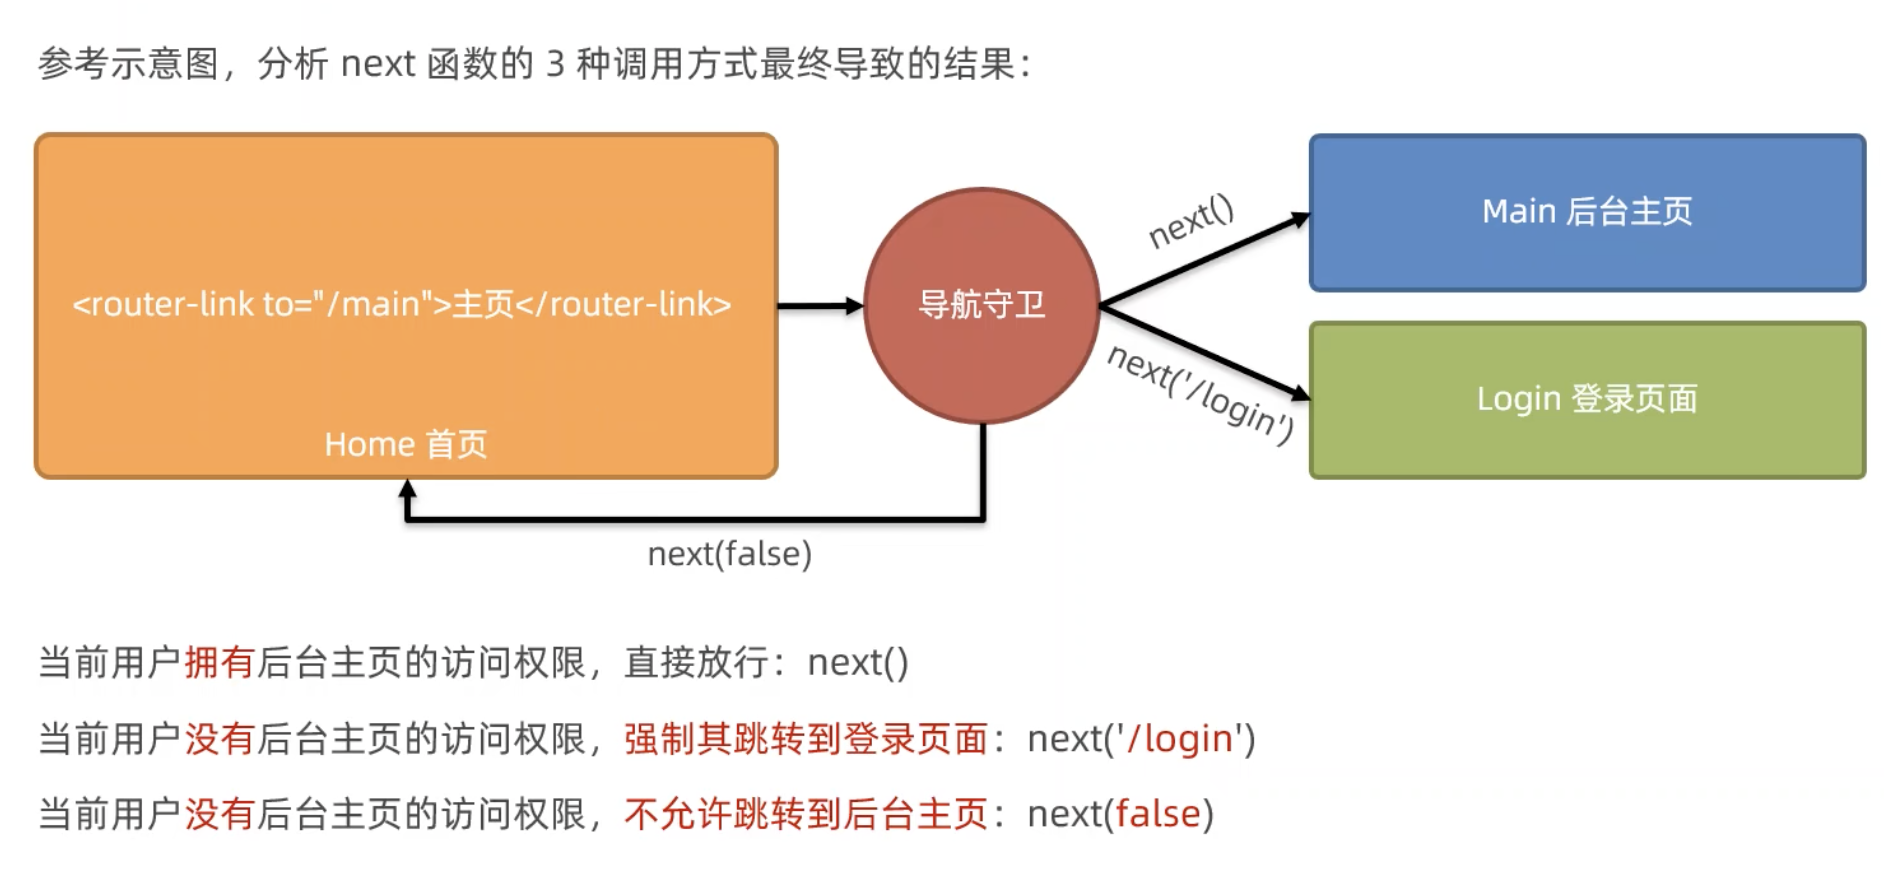 参考示意图，分析 next 函数的 3 种调用方式最终导致的结果：
<router-link to="/main">主页</router-link>
Home 首页
导航守卫
next()
Main 后台主页
next('/login')
Login 登录页面
next(false)
当前用户拥有后台主页的访问权限，直接放行：next()
当前用户没有后台主页的访问权限，强制其跳转到登录页面：next('/login')
当前用户没有后台主页的访问权限，不允许跳转到后台主页：next(false)